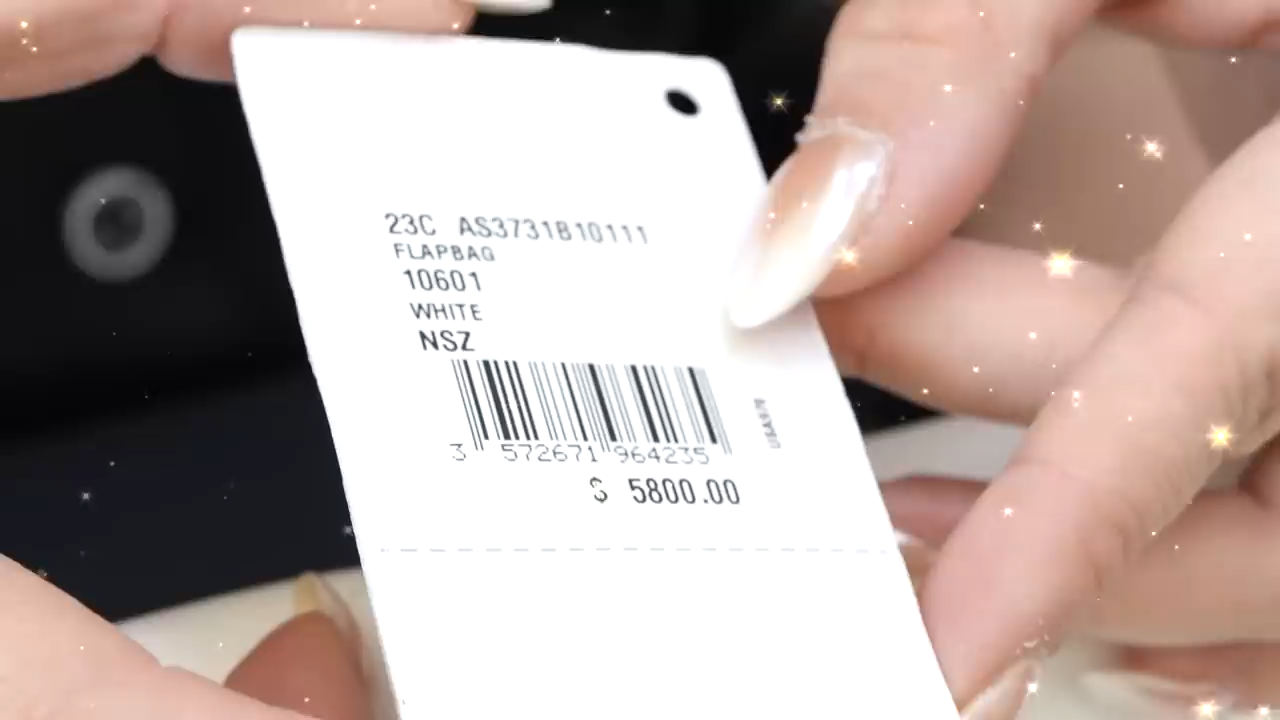 23C AS3731B10111
FLAPBAG
10601
WHITE
NSZ
3 572671 964235
$ 5800.00